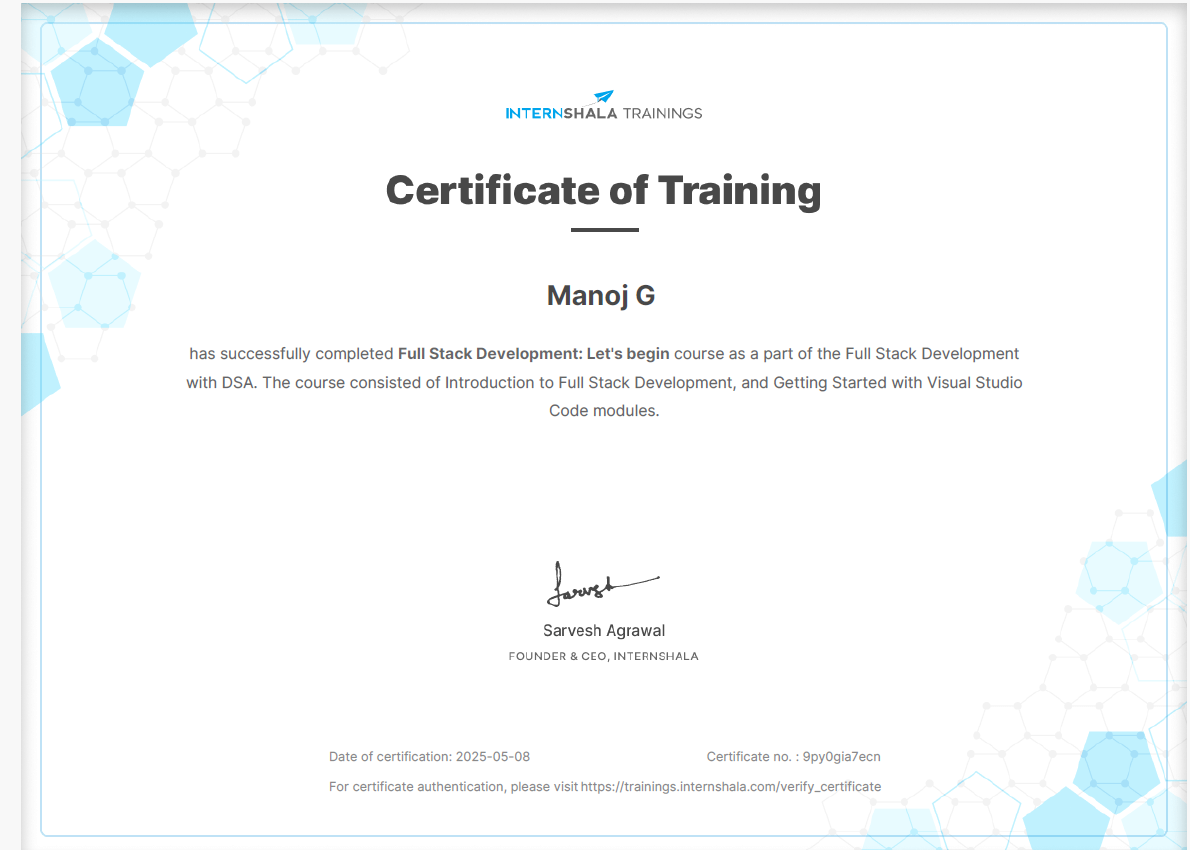 INTERNSHALA TRAININGS
Certificate of Training
Manoj G
has successfully completed Full Stack Development: Let's begin course as a part of the Full Stack Development
with DSA. The course consisted of Introduction to Full Stack Development, and Getting Started with Visual Studio
Code modules.
Sarvesh
Sarvesh Agrawal
FOUNDER & CEO, INTERNSHALA
Date of certification: 2025-05-08 Certificate no. : 9py0gia7ecn
For certificate authentication, please visit https://trainings.internshala.com/verify_certificate